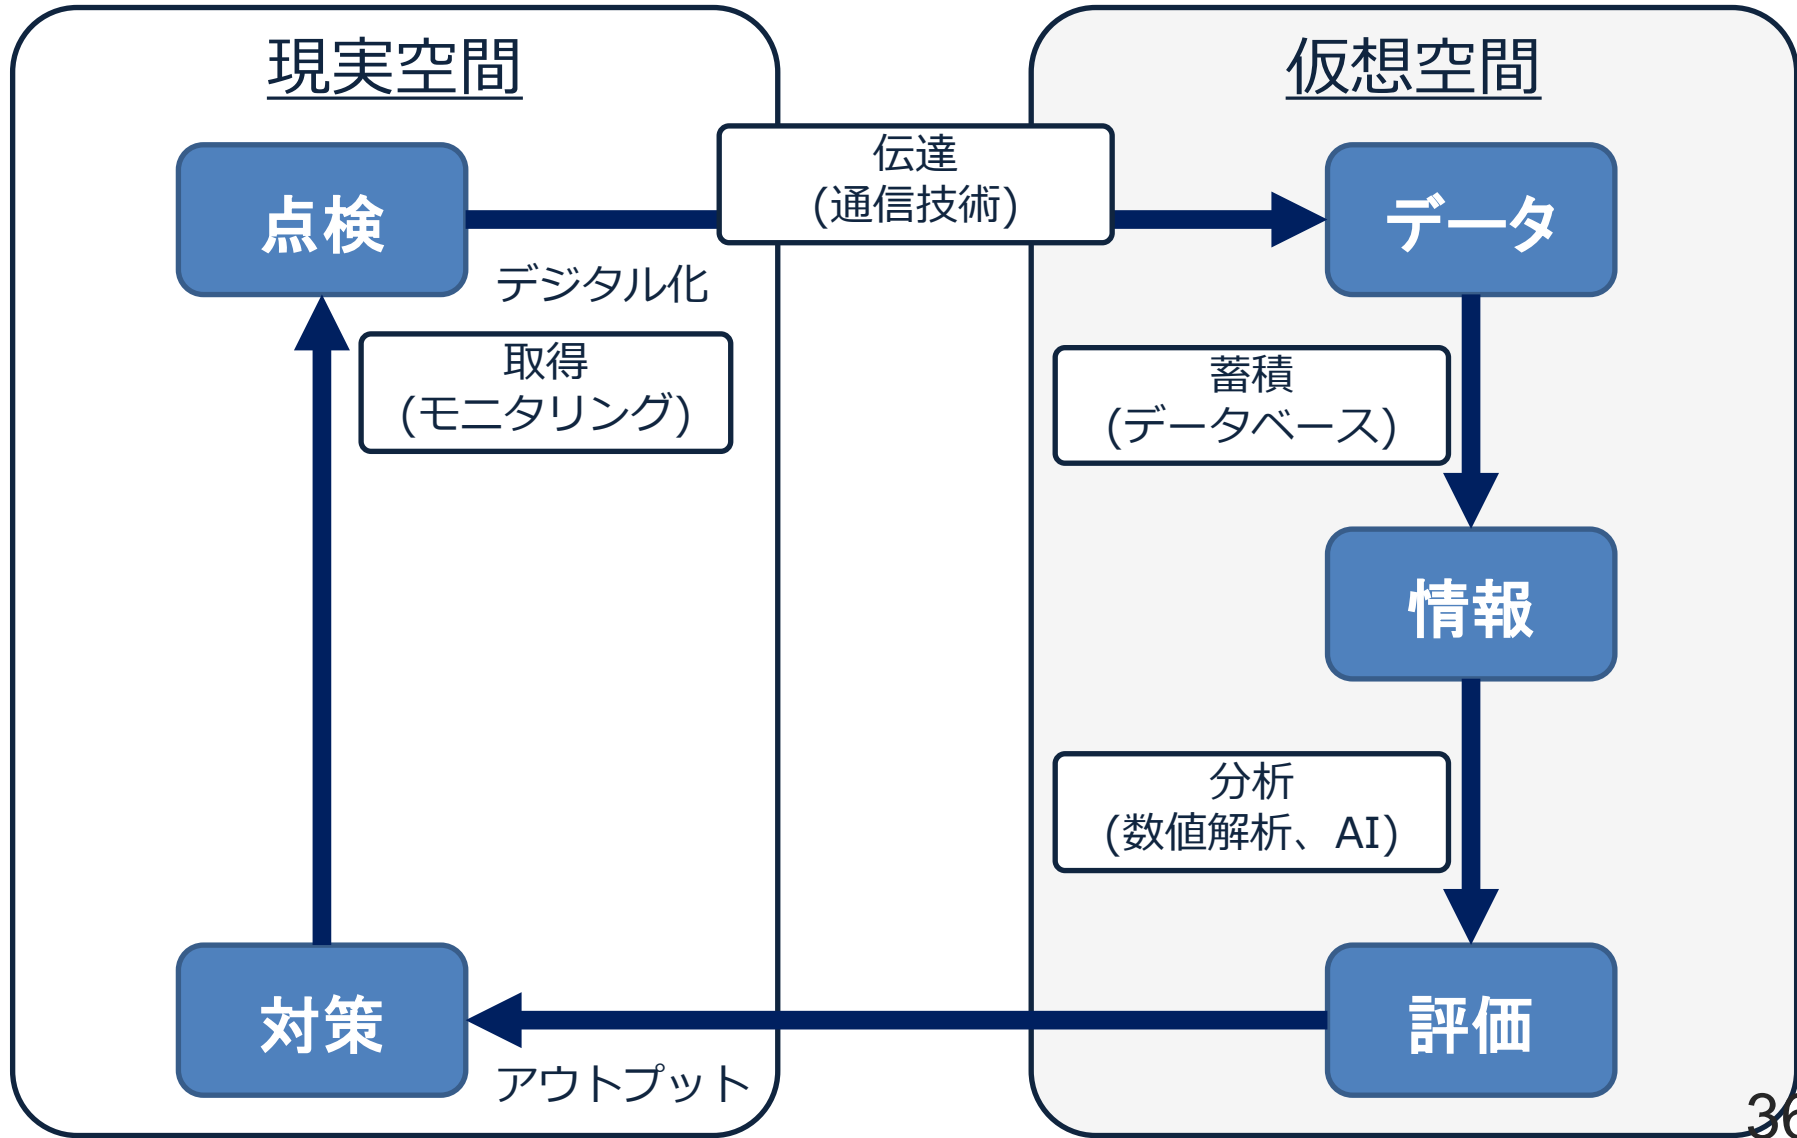 現実空間
仮想空間
点検
伝達
(通信技術)
データ
デジタル化
取得
(モニタリング)
蓄積
(データベース)
情報
分析
(数値解析、AI)
対策
評価
アウトプット
36